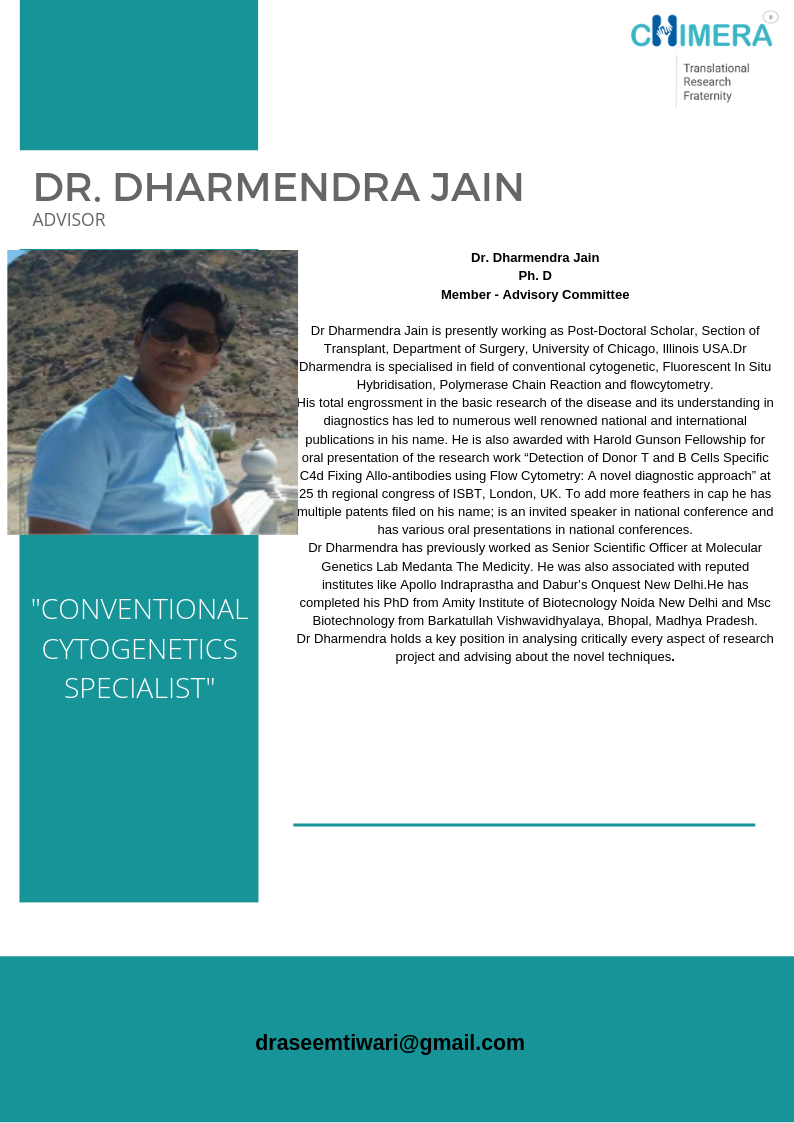 CHIMERA
Translational
Research
Fraternity
DR. DHARMENDRA JAIN
ADVISOR
Dr. Dharmendra Jain
Ph. D
Member - Advisory Committee
Dr Dharmendra Jain is presently working as Post-Doctoral Scholar, Section of
Transplant, Department of Surgery, University of Chicago, Illinois USA.Dr
Dharmendra is specialised in field of conventional cytogenetic, Fluorescent In Situ
Hybridisation, Polymerase Chain Reaction and flowcytometry.
His total engrossment in the basic research of the disease and its understanding in
diagnostics has led to numerous well renowned national and international
publications in his name. He is also awarded with Harold Gunson Fellowship for
oral presentation of the research work “Detection of Donor T and B Cells Specific
C4d Fixing Allo-antibodies using Flow Cytometry: A novel diagnostic approach” at
25 th regional congress of ISBT, London, UK. To add more feathers in cap he has
multiple patents filed on his name; is an invited speaker in national conference and
has various oral presentations in national conferences.
Dr Dharmendra has previously worked as Senior Scientific Officer at Molecular
Genetics Lab Medanta The Medicity. He was also associated with reputed
institutes like Apollo Indraprastha and Dabur’s Onquest New Delhi.He has
completed his PhD from Amity Institute of Biotecnology Noida New Delhi and Msc
Biotechnology from Barkatullah Vishwavidhyalaya, Bhopal, Madhya Pradesh.
Dr Dharmendra holds a key position in analysing critically every aspect of research
project and advising about the novel techniques.
"CONVENTIONAL
CYTOGENETICS
SPECIALIST"
draseemtiwari@gmail.com